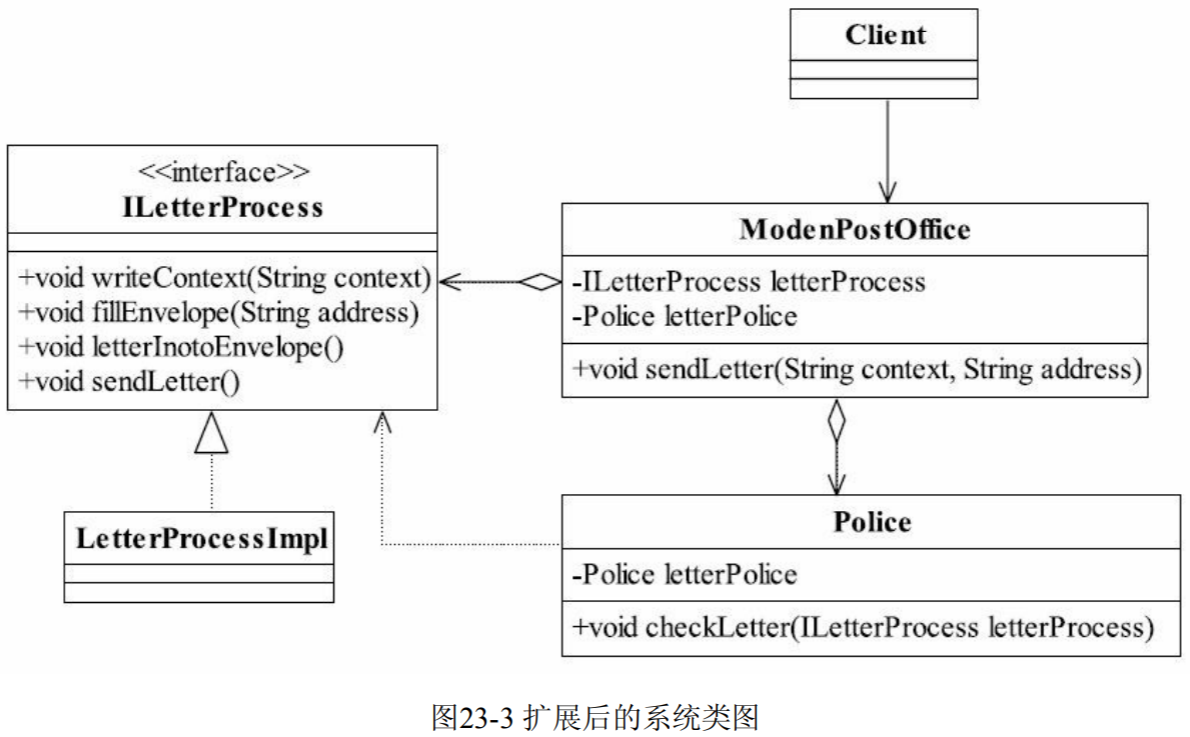 Client
<<interface>>
ILetterProcess
+void writeContext(String context)
+void fillEnvelope(String address)
+void letterInotoEnvelope()
+void sendLetter()
ModenPostOffice
-ILetterProcess letterProcess
-Police letterPolice
+void sendLetter(String context, String address)
LetterProcessImpl
Police
-Police letterPolice
+void checkLetter(ILetterProcess letterProcess)
图23-3 扩展后的系统类图